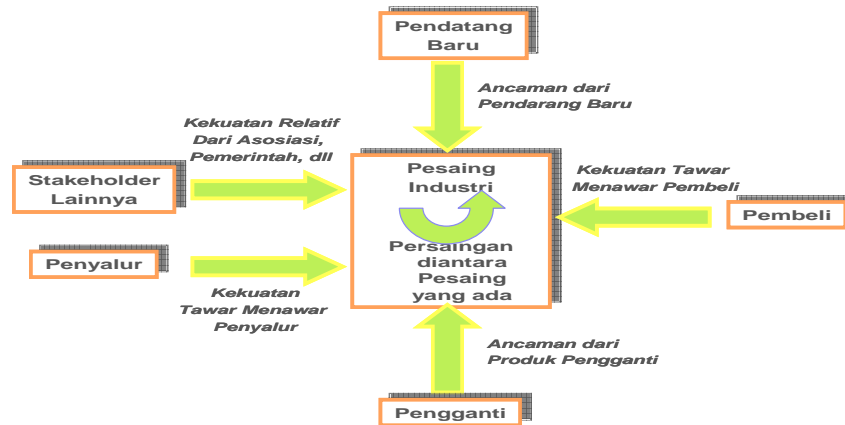 Pendatang
Baru
Ancaman dari
Pendarang Baru
Kekuatan Relatif
Dari Asosiasi,
Pemerintah, dll
Stakeholder
Lainnya
Pesaing
Industri
Kekuatan Tawar
Menawar Pembeli
Pembeli
Penyalur
Persaingan
diantara
Pesaing
yang ada
Kekuatan
Tawar Menawar
Penyalur
Ancaman dari
Produk Pengganti
Pengganti